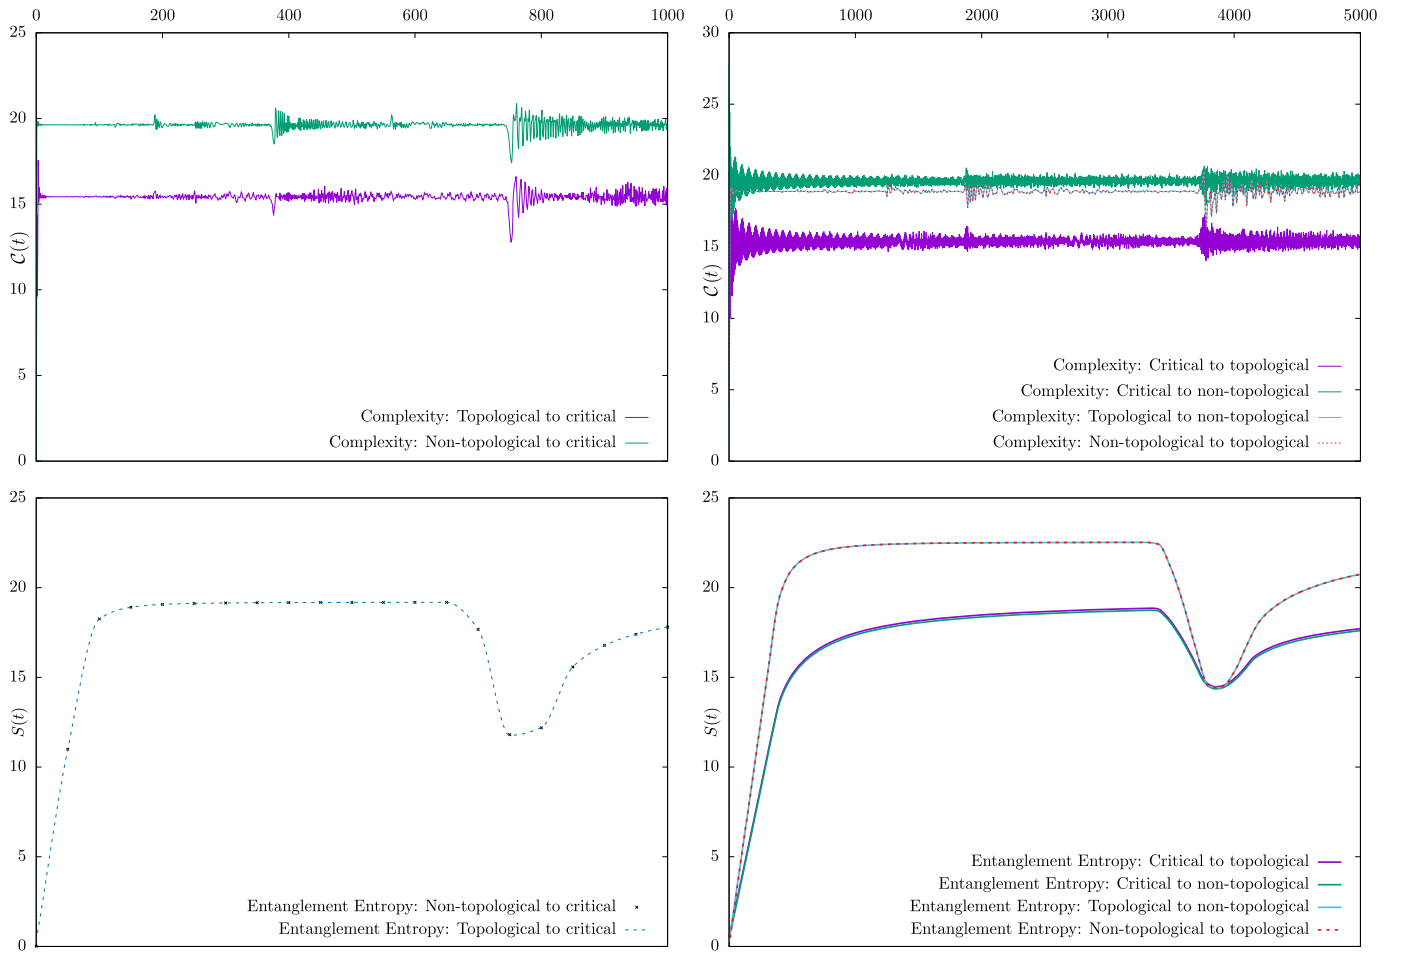 0 200 400 600 800 1000
25
20
15
10
5
0
C(t)
Complexity: Topological to critical
Complexity: Non-topological to critical
0 1000 2000 3000 4000 5000
30
25
20
15
10
5
0
C(t)
Complexity: Critical to topological
Complexity: Critical to non-topological
Complexity: Topological to non-topological
Complexity: Non-topological to topological
25
20
15
10
5
0
S(t)
Entanglement Entropy: Non-topological to critical
Entanglement Entropy: Topological to critical
25
20
15
10
5
0
S(t)
Entanglement Entropy: Critical to topological
Entanglement Entropy: Critical to non-topological
Entanglement Entropy: Topological to non-topological
Entanglement Entropy: Non-topological to topological